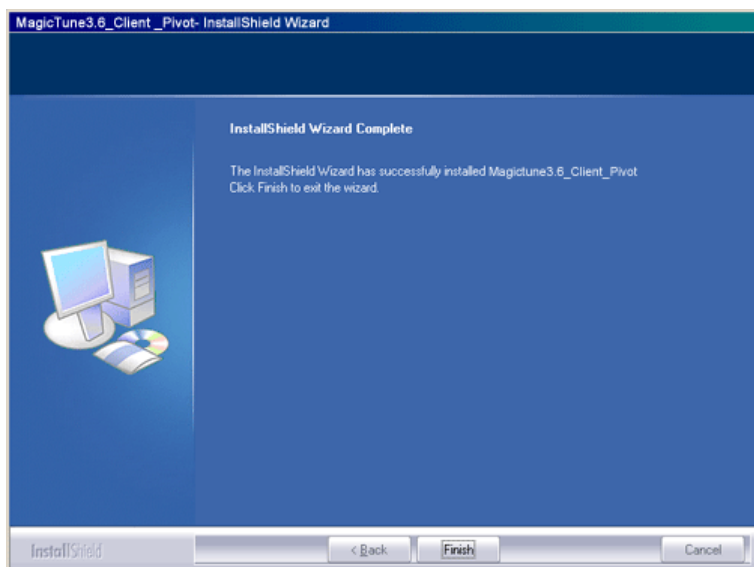 MagicTune3.6_Client _Pivot- InstallShield Wizard
InstallShield Wizard Complete
The InstallShield Wizard has successfully installed Magictune3.6_Client_Pivot
Click Finish to exit the wizard.
InstallShield
< Back
Finish
Cancel